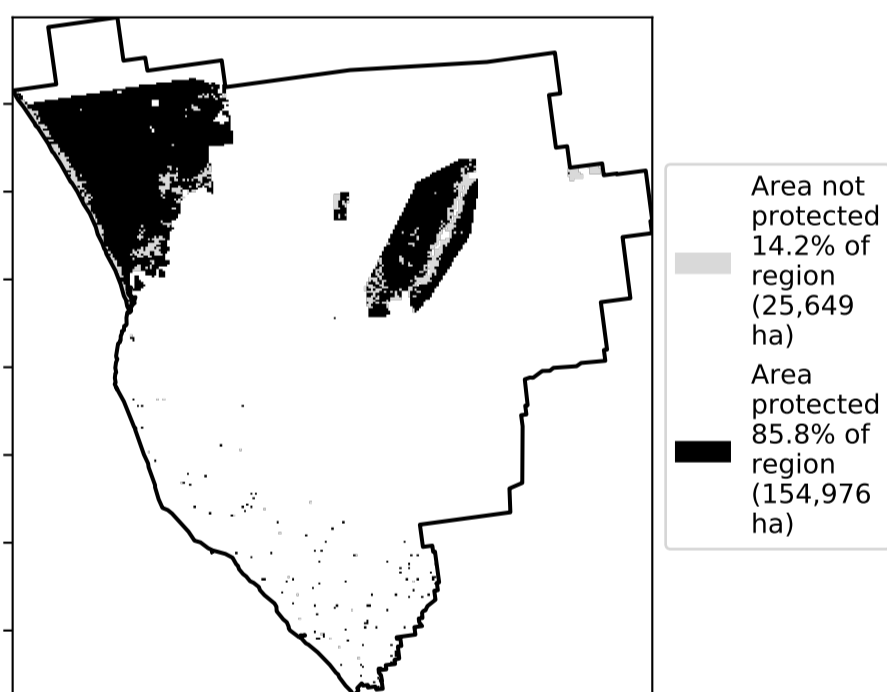 Area not
protected
14.2% of
region
(25,649
ha)
Area
protected
85.8% of
region
(154,976
ha)